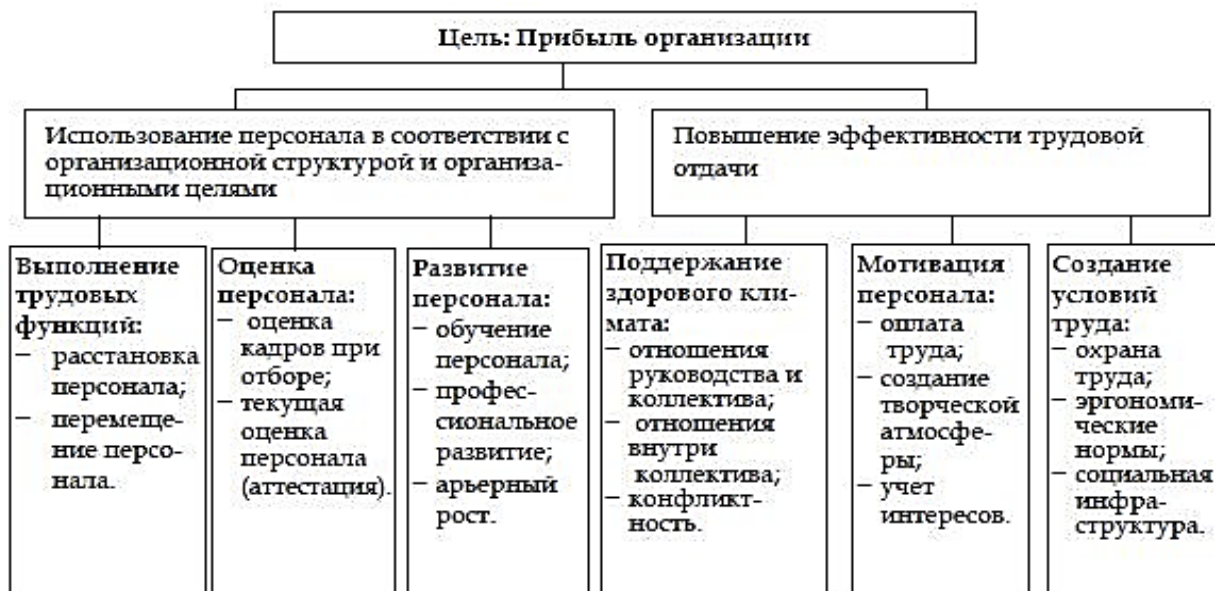 Цель: Прибыль организации
Использование персонала в соответствии с
организационной структурой и организа-
ционными целями
Повышение эффективности трудовой
отдачи
Выполнение
трудовых
функций:
– расстановка
персонала;
– перемеще-
ние персо-
нала.
Оценка
персонала:
– оценка
кадров при
отборе;
– текущая
оценка
персонала
(аттестация).
Развитие
персонала:
– обучение
персонала;
– профес-
сиональное
развитие;
– арьерный
рост.
Поддержание
здорового кли-
мата:
– отношения
руководства и
коллектива;
– отношения
внутри
коллектива;
– конфликт-
ность.
Мотивация
персонала:
– оплата
труда;
– создание
творческой
атмосфе-
ры;
– учет
интересов.
Создание
условий
труда:
– охрана
труда;
– эргономи-
ческие
нормы;
– социальная
инфра-
структура.